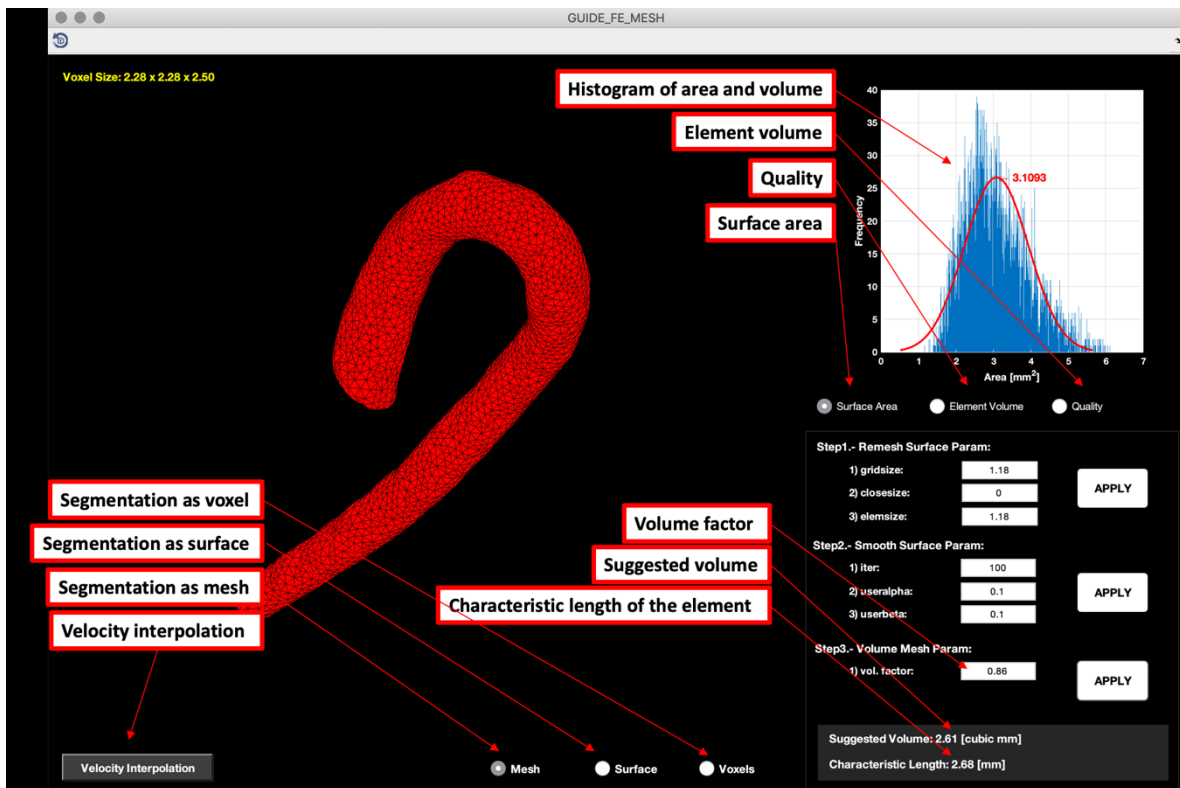 GUIDE_FE_MESH
Voxel Size: 2.28 x 2.28 x 2.50
Histogram of area and volume
Element volume
Quality
Surface area
40
35
30
25
20
15
10
5
0
Frequency
3.1093
0 1 2 3 4 5 6 7
Area [mm2]
Surface Area Element Volume Quality
Segmentation as voxel
Segmentation as surface
Segmentation as mesh
Velocity interpolation
Volume factor
Suggested volume
Characteristic length of the element
Step1.- Remesh Surface Param:
1) gridsize: 1.18
2) closesize: 0
3) elemsize: 1.18
APPLY
Step2.- Smooth Surface Param:
1) iter: 100
2) useralpha: 0.1
3) userbeta: 0.1
APPLY
Step3.- Volume Mesh Param:
1) vol. factor: 0.86
APPLY
Suggested Volume: 2.61 [cubic mm]
Characteristic Length: 2.68 [mm]
Velocity Interpolation
Mesh Surface Voxels